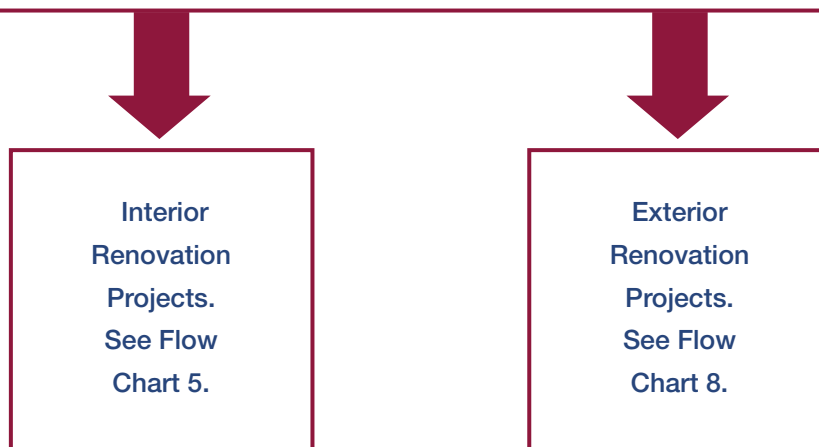 Interior
Renovation
Projects.
See Flow
Chart 5.
Exterior
Renovation
Projects.
See Flow
Chart 8.